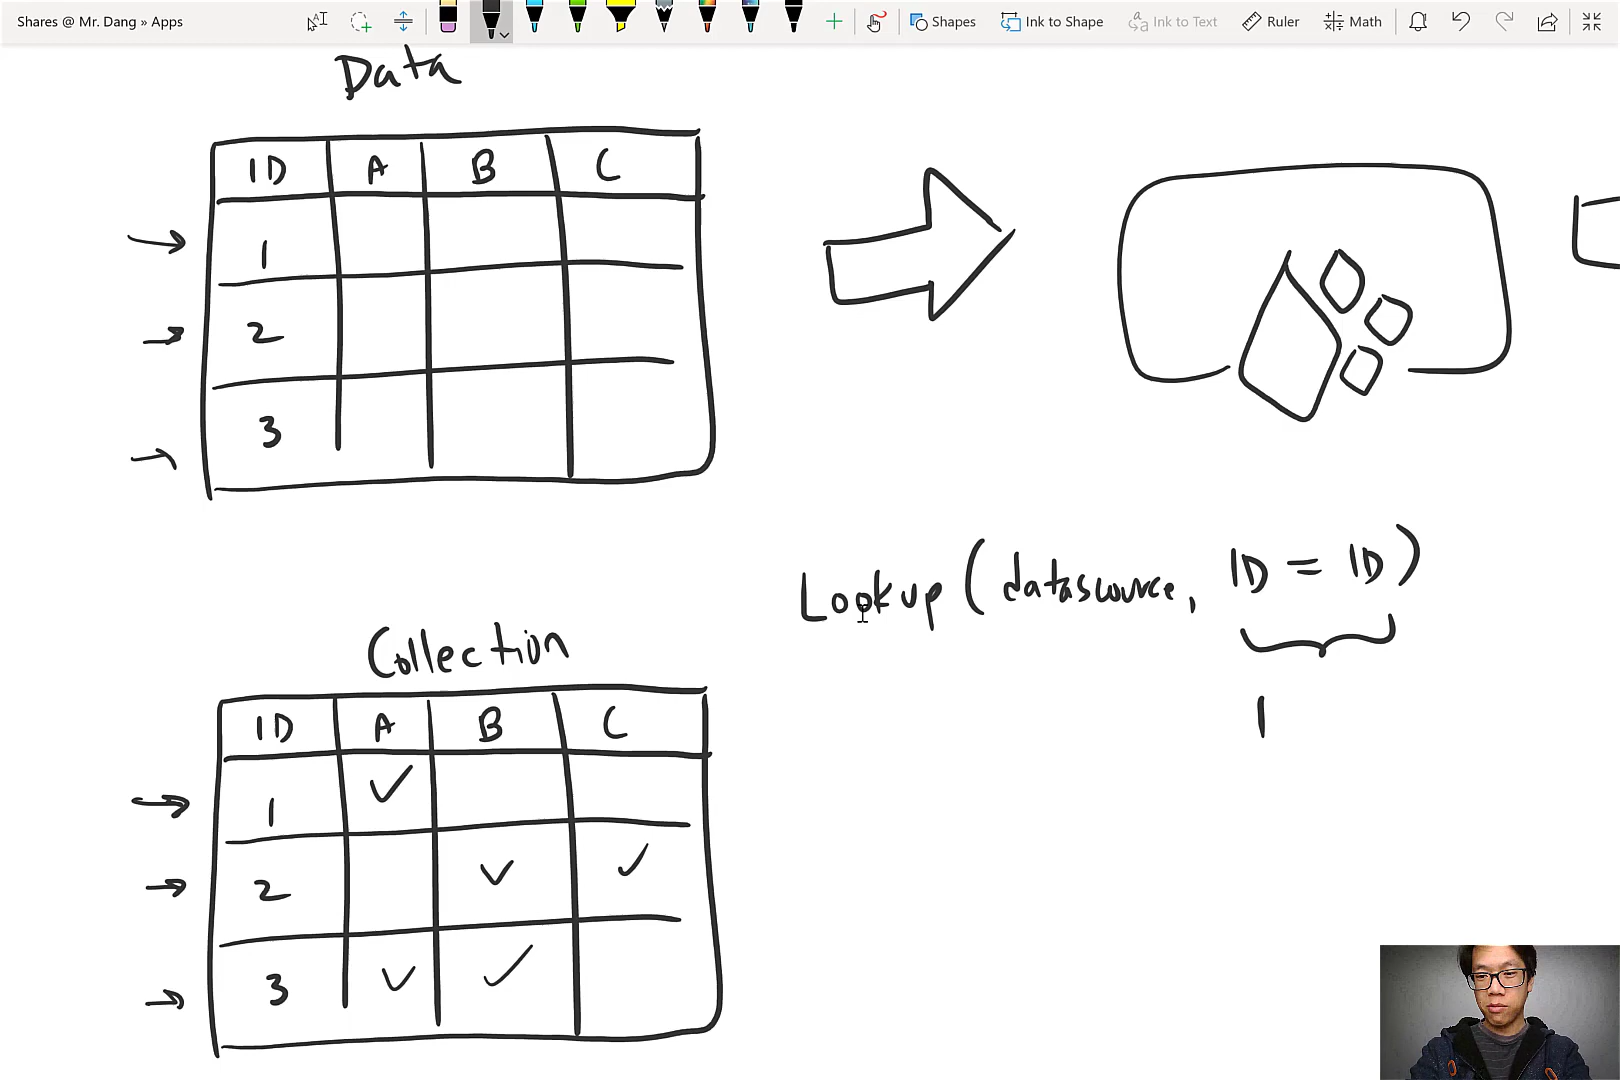 Shares @ Mr. Dang » Apps
Shapes
Ink to Shape
Ink to Text
Ruler
Math
Data
ID A B C
1
2
3
Lookup ( datasource, ID = ID )
1
Collection
ID A B C
1
2
3